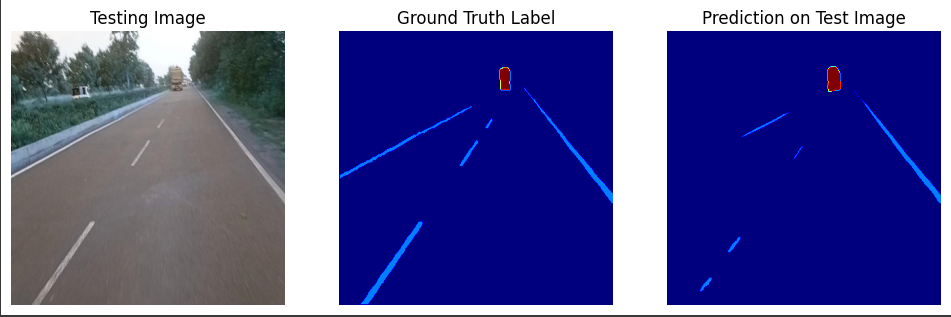 Testing Image
Ground Truth Label
Prediction on Test Image